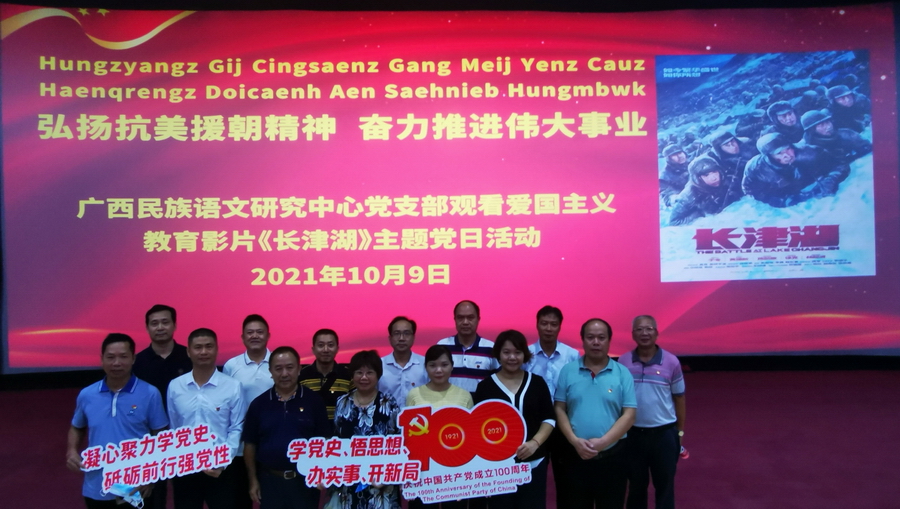 Hungzyangz Gij Cingsaenz Gang Meij Yenz Cauz
Haenqrengz Doicaenh Aen Saehnieb Hungmbwk
弘扬抗美援朝精神 奋力推进伟大事业
广西民族语文研究中心党支部观看爱国主义
教育影片《长津湖》主题党日活动
2021年10月9日
长津湖
THE BATTLE AT LAKE CHANGJIN
凝心聚力学党史、
砥砺前行强党性
学党史、悟思想、
办实事、开新局
100
1921 2021
庆祝中国共产党成立100周年
The 100th Anniversary of the Founding of
The Communist Party of China